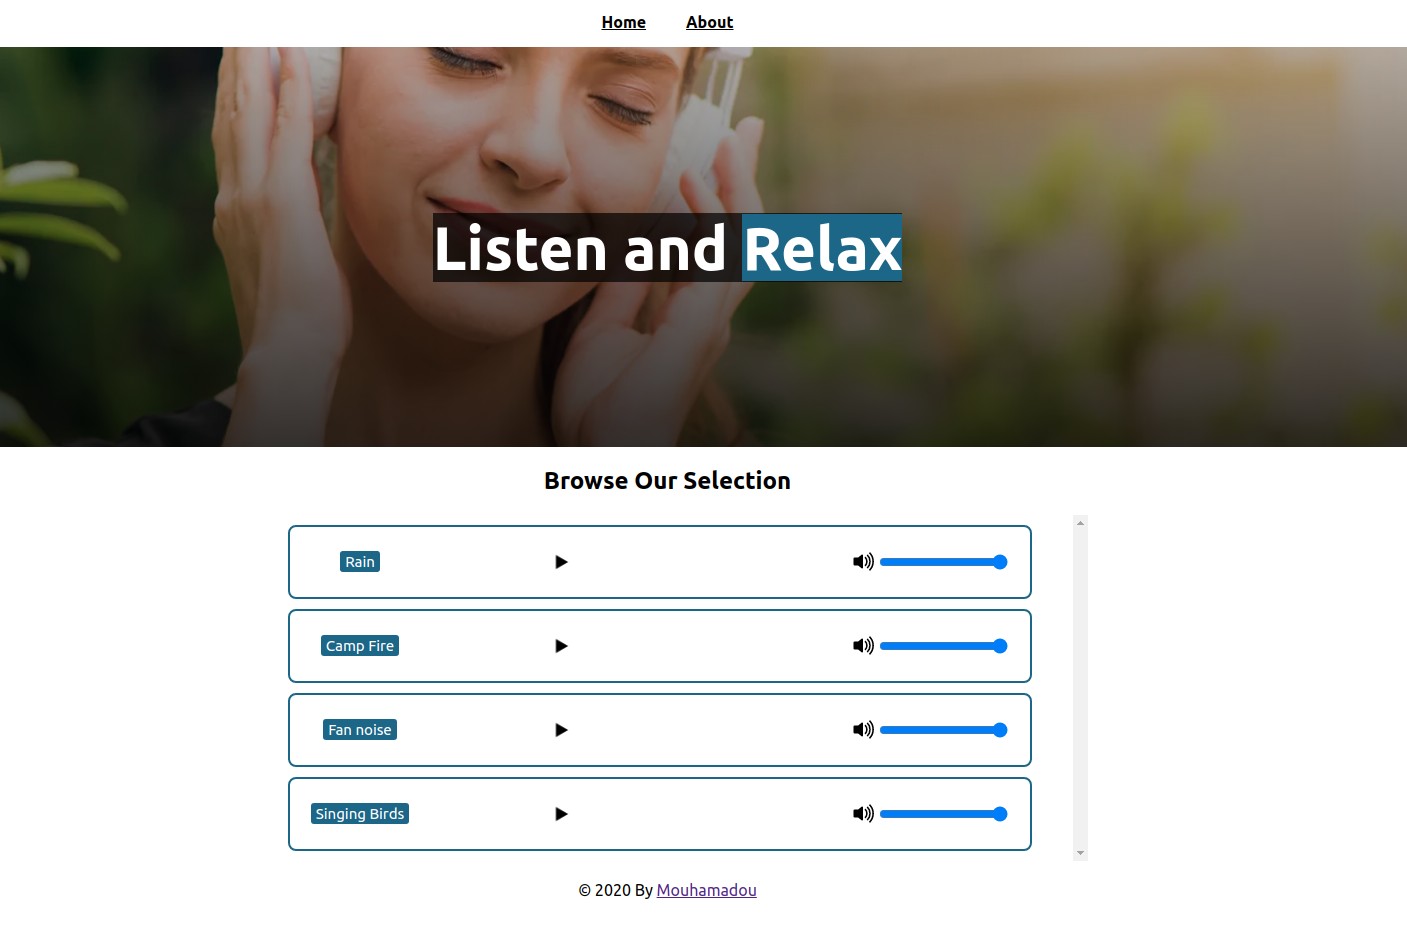 Home About
Listen and Relax
Browse Our Selection
Rain
Camp Fire
Fan noise
Singing Birds
© 2020 By Mouhamadou